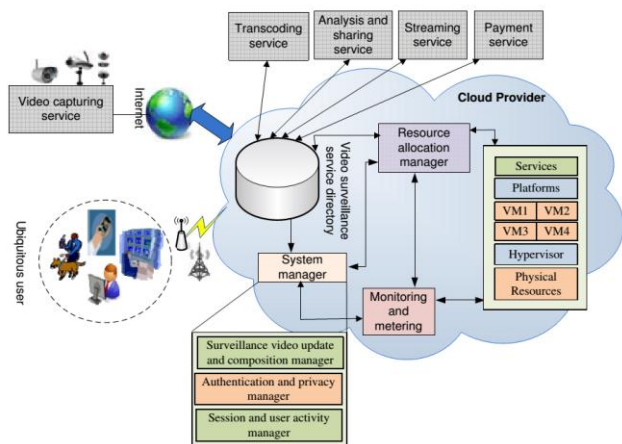 Transcoding
service
Analysis and
sharing service
Streaming
service
Payment
service
Video capturing
service
Internet
Cloud Provider
Video surveillance
service directory
Resource
allocation manager
Services
Platforms
VM1 VM2
VM3 VM4
Hypervisor
Physical
Resources
Ubiquitous user
System
manager
Monitoring
and
metering
Surveillance video update
and composition manager
Authentication and privacy
manager
Session and user activity
manager